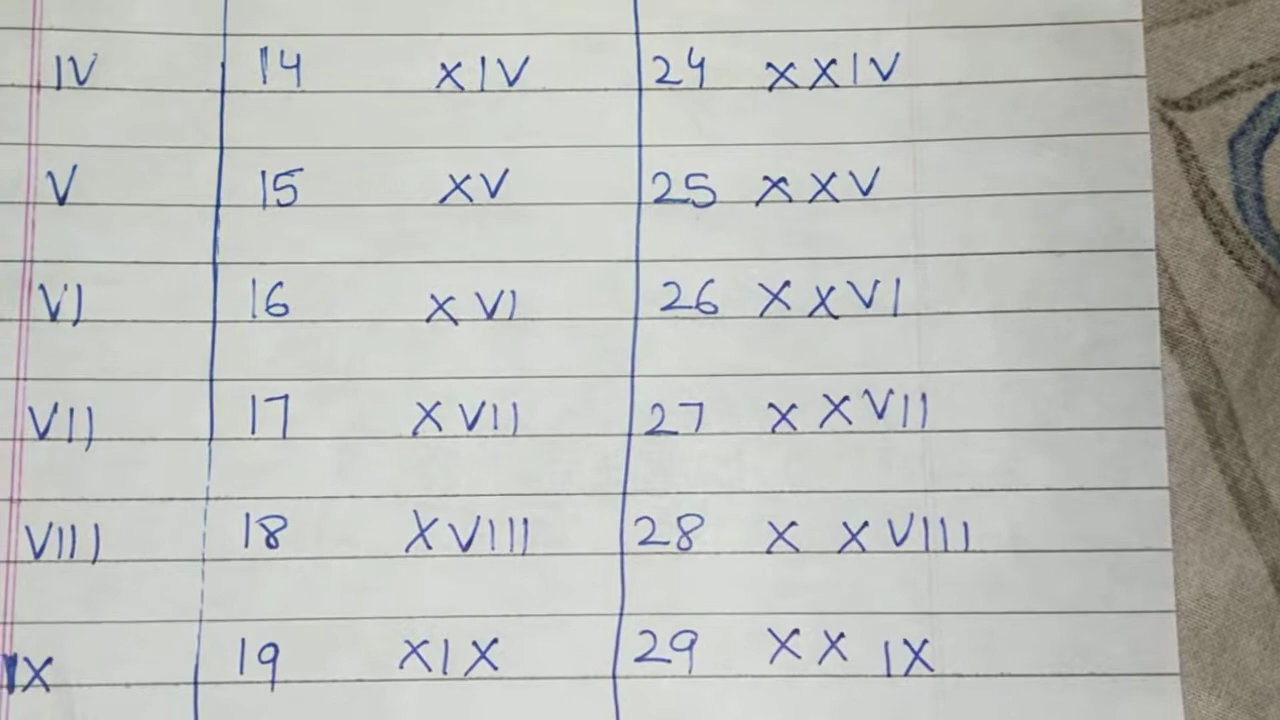 IV 14 XIV 24 XXIV
V 15 XV 25 XXV
VI 16 XVI 26 XXVI
VII 17 XVII 27 XXVII
VIII 18 XVIII 28 XXVIII
IX 19 XIX 29 XXIX